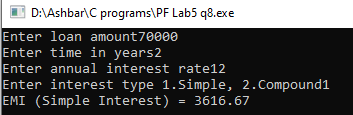 D:\Ashbar\C programs\PF Lab5 q8.exe
Enter loan amount70000
Enter time in years2
Enter annual interest rate12
Enter interest type 1.Simple, 2.Compound1
EMI (Simple Interest) = 3616.67